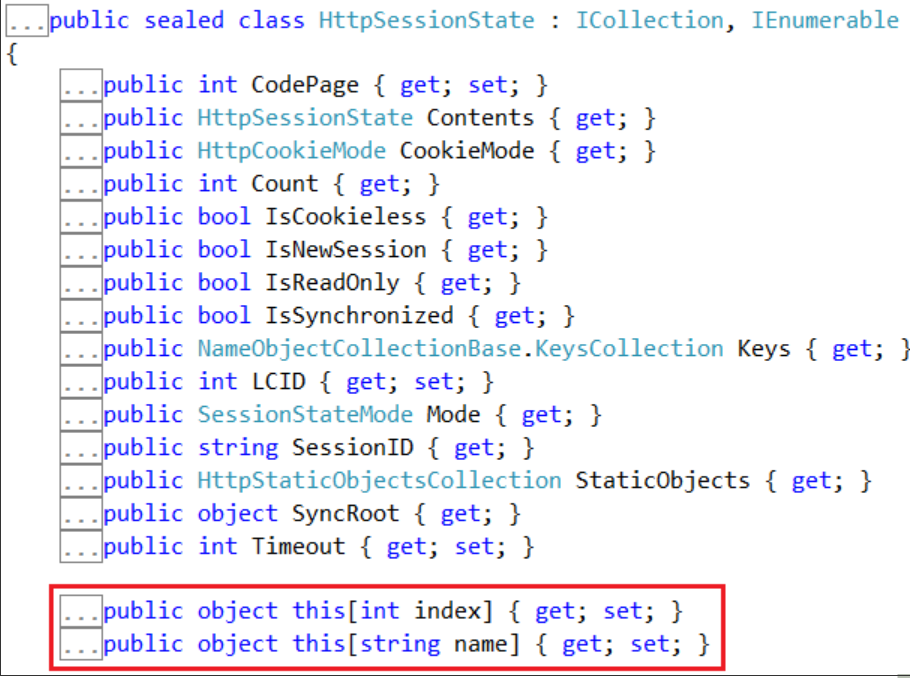 ...public sealed class HttpSessionState : ICollection, IEnumerable
{
...public int CodePage { get; set; }
...public HttpSessionState Contents { get; }
...public HttpCookieMode CookieMode { get; }
...public int Count { get; }
...public bool IsCookieless { get; }
...public bool IsNewSession { get; }
...public bool IsReadOnly { get; }
...public bool IsSynchronized { get; }
...public NameObjectCollectionBase.KeysCollection Keys { get; }
...public int LCID { get; set; }
...public SessionStateMode Mode { get; }
...public string SessionID { get; }
...public HttpStaticObjectsCollection StaticObjects { get; }
...public object SyncRoot { get; }
...public int Timeout { get; set; }
...public object this[int index] { get; set; }
...public object this[string name] { get; set; }